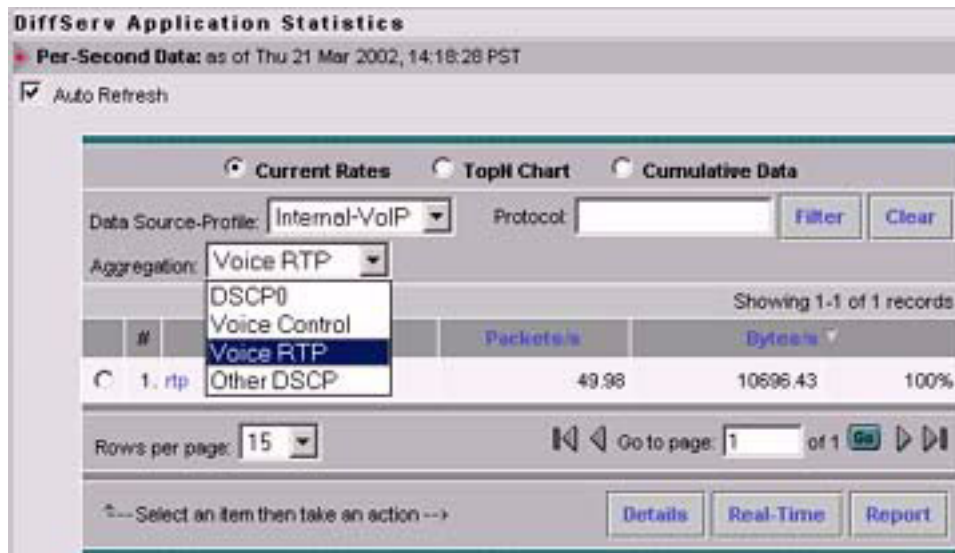 DiffServ Application Statistics
Per-Second Data: as of Thu 21 Mar 2002, 14:18:28 PST
Auto Refresh
Current Rates TopN Chart Cumulative Data
Data Source-Profile: Internal-VoIP Protocol: Filter Clear
Aggregation: Voice RTP
DSCP0
Showing 1-1 of 1 records
Voice Control
# Packets/s Bytes/s
Voice RTP
1. rtp Other DSCP 49.98 10696.43 100%
Rows per page: 15 Go to page: 1 of 1 Go
^-- Select an item then take an action --> Details Real-Time Report